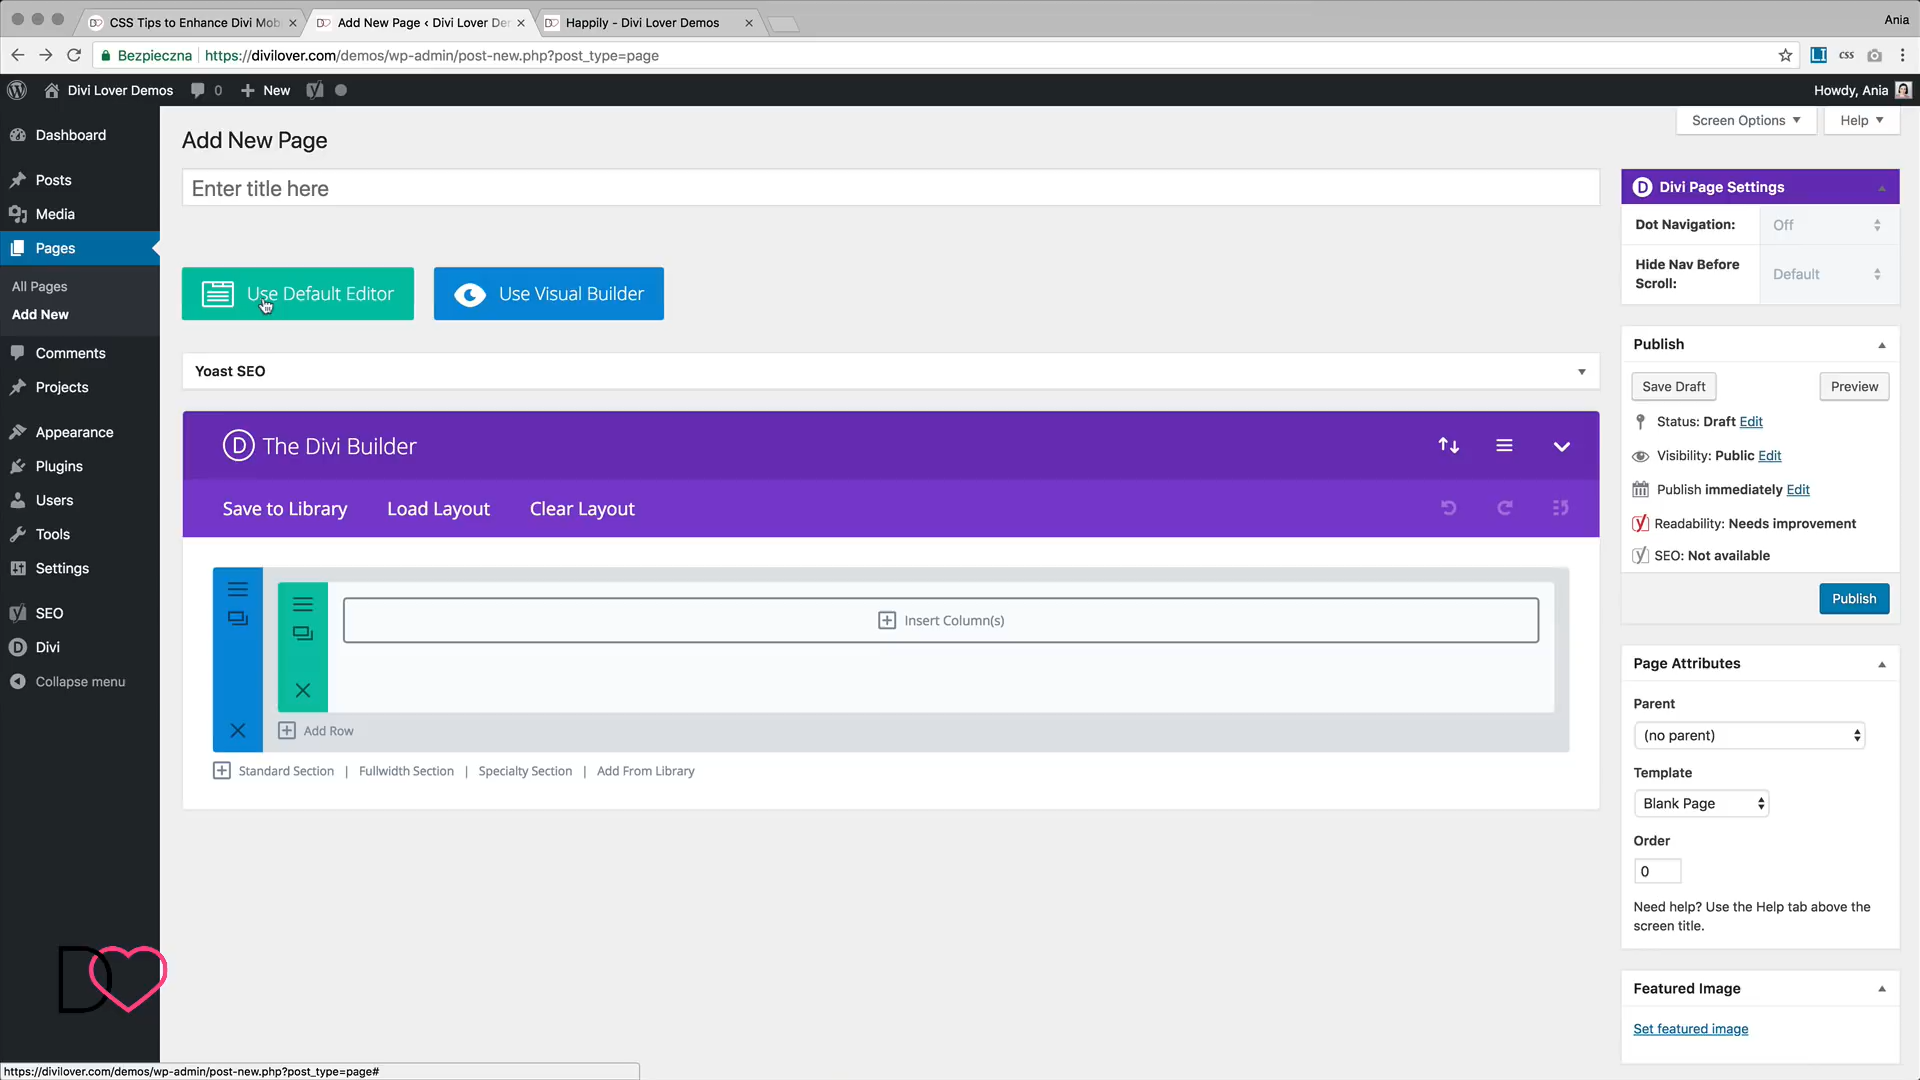 CSS Tips to Enhance Divi Mob
Add New Page ‹ Divi Lover Der
Happily - Divi Lover Demos
Ania
Bezpieczna
https://divilover.com/demos/wp-admin/post-new.php?post_type=page
LI
css
Divi Lover Demos
0
New
Howdy, Ania
Dashboard
Posts
Media
Pages
All Pages
Add New
Comments
Projects
Appearance
Plugins
Users
Tools
Settings
SEO
Divi
Collapse menu
Screen Options
Help
Add New Page
Enter title here
Use Default Editor
Use Visual Builder
Yoast SEO
The Divi Builder
Save to Library
Load Layout
Clear Layout
Insert Column(s)
Add Row
Standard Section | Fullwidth Section | Specialty Section | Add From Library
Divi Page Settings
Dot Navigation:
Off
Hide Nav Before
Scroll:
Default
Publish
Save Draft
Preview
Status: Draft Edit
Visibility: Public Edit
Publish immediately Edit
Readability: Needs improvement
SEO: Not available
Publish
Page Attributes
Parent
(no parent)
Template
Blank Page
Order
0
Need help? Use the Help tab above the
screen title.
Featured Image
Set featured image
https://divilover.com/demos/wp-admin/post-new.php?post_type=page#